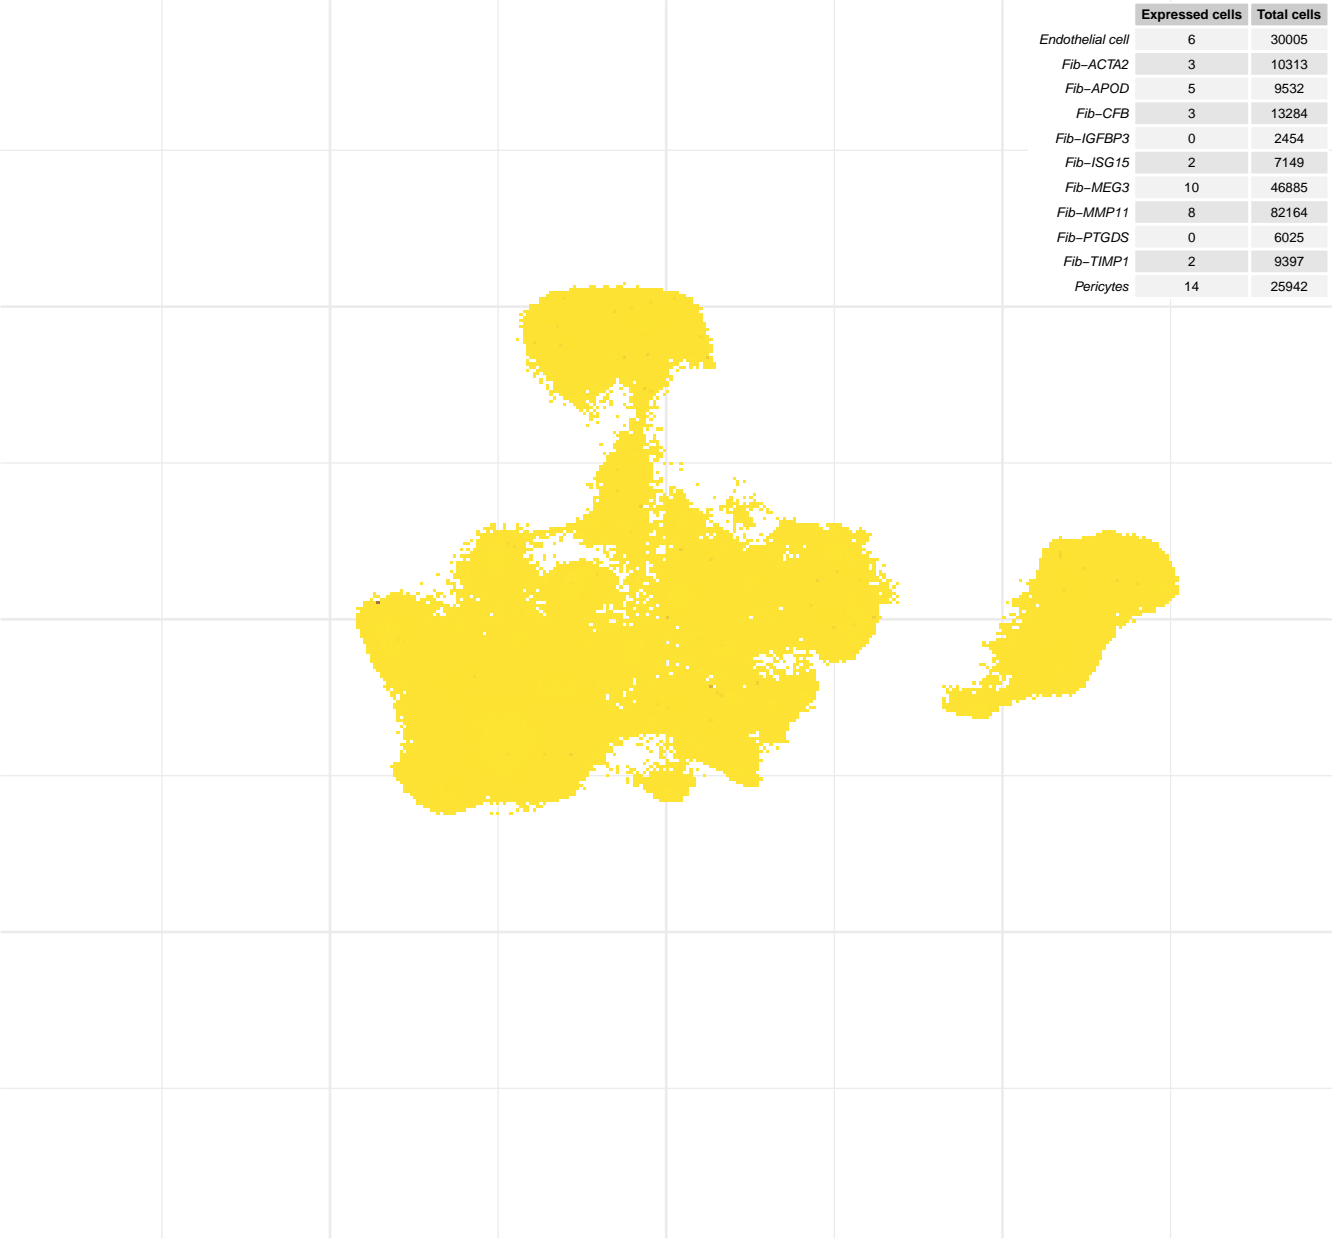 Expressed cells Total cells
Endothelial cell 6 30005
Fib−ACTA2 3 10313
Fib−APOD 5 9532
Fib−CFB 3 13284
Fib−IGFBP3 0 2454
Fib−ISG15 2 7149
Fib−MEG3 10 46885
Fib−MMP11 8 82164
Fib−PTGDS 0 6025
Fib−TIMP1 2 9397
Pericytes 14 25942